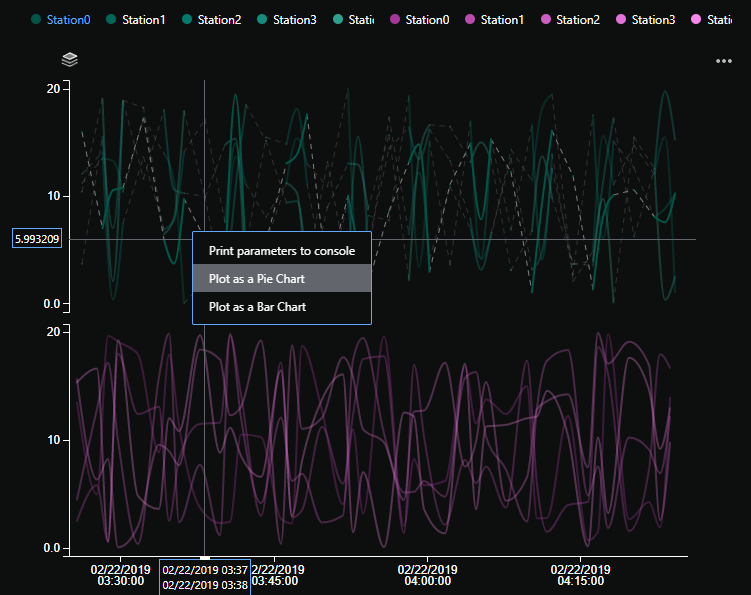 Station0 Station1 Station2 Station3 Stati Station0 Station1 Station2 Station3 Stati
20
10
5.993209
Print parameters to console
Plot as a Pie Chart
Plot as a Bar Chart
0.0
20
10
0.0
02/22/2019 02/22/2019 03:37 2/22/2019 02/22/2019 02/22/2019
03:30:00 02/22/2019 03:38 03:45:00 04:00:00 04:15:00